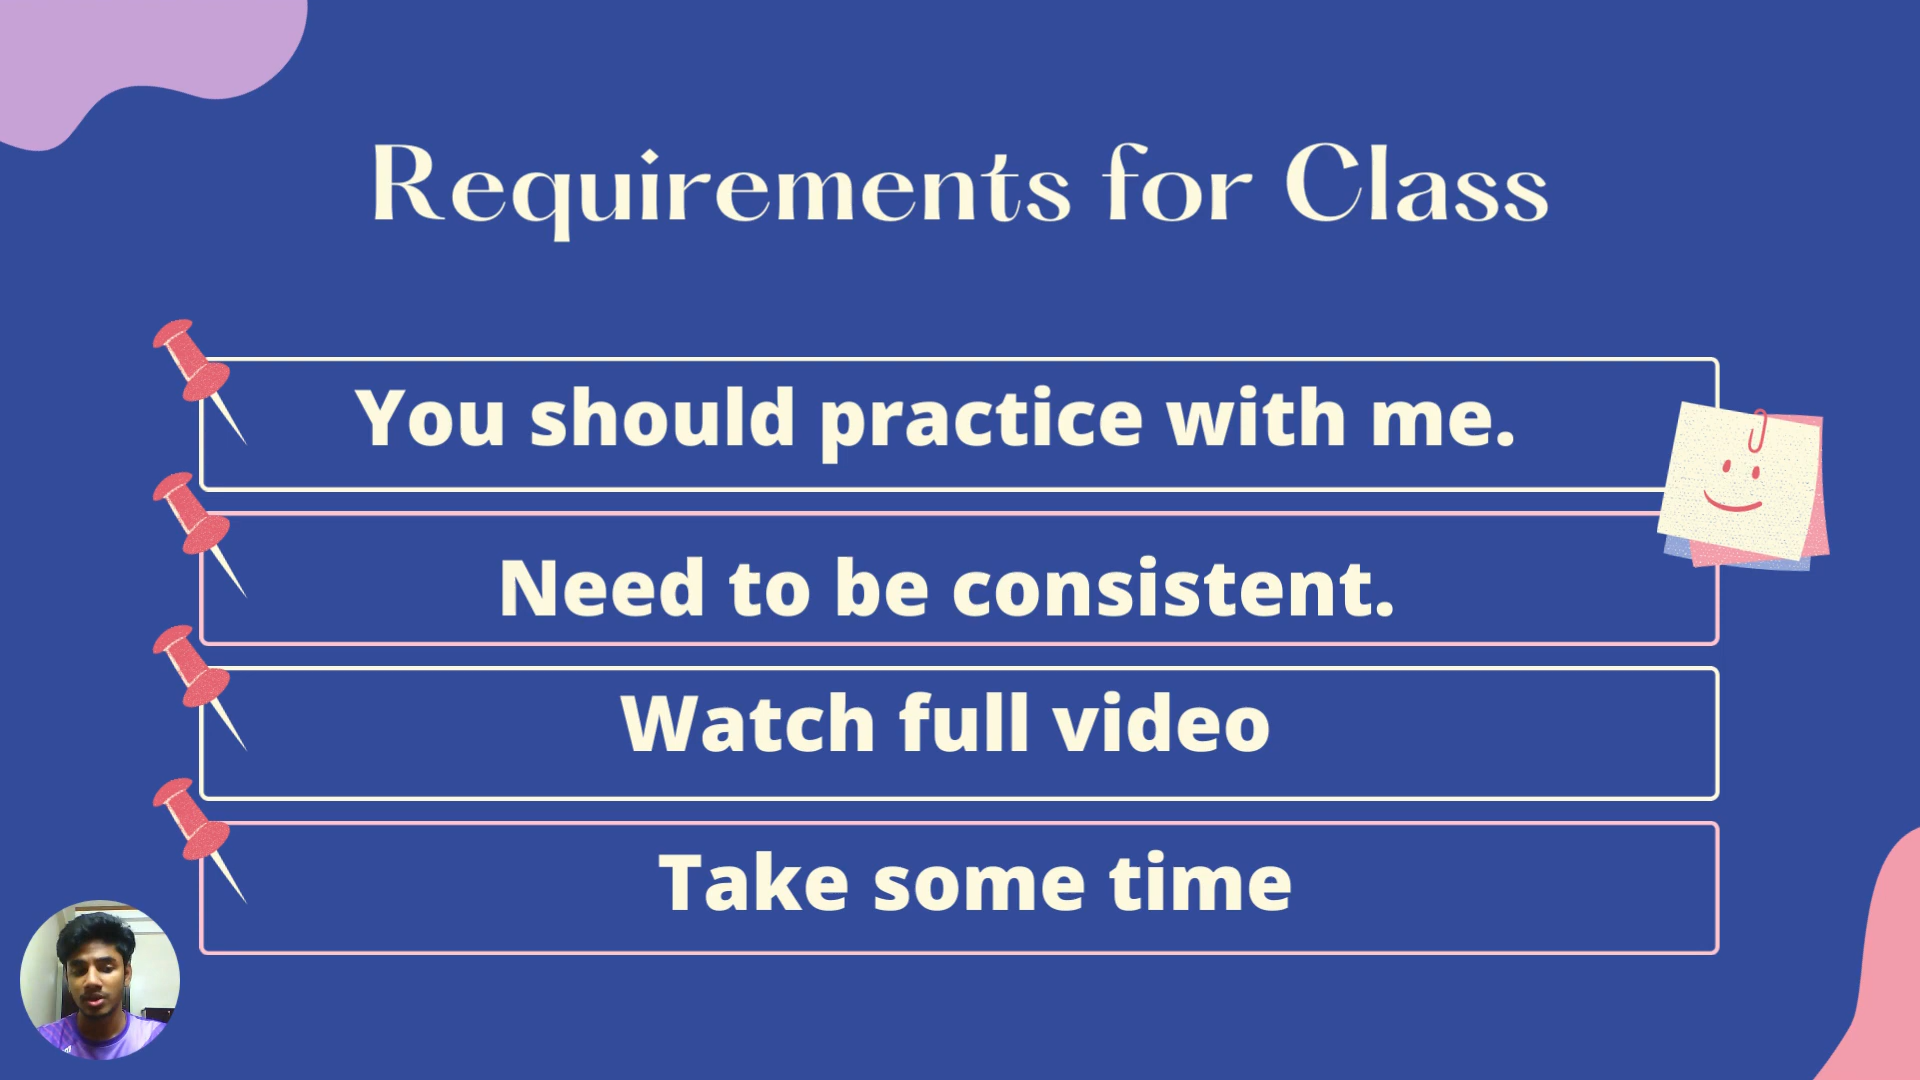 Requirements for Class
You should practice with me.
Need to be consistent.
Watch full video
Take some time